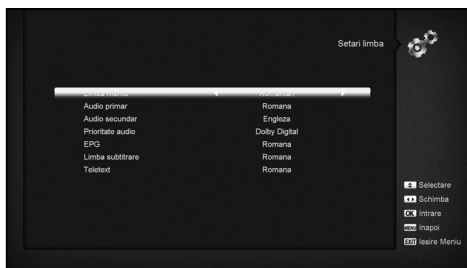 Setari limba
Audio primar Romana
Audio secundar Engleza
Prioritate audio Dolby Digital
EPG Romana
Limba subtitrare Romana
Teletext Romana
Selectare
Schimba
OK Intrare
MENU Inapoi
EXIT Iesire Meniu